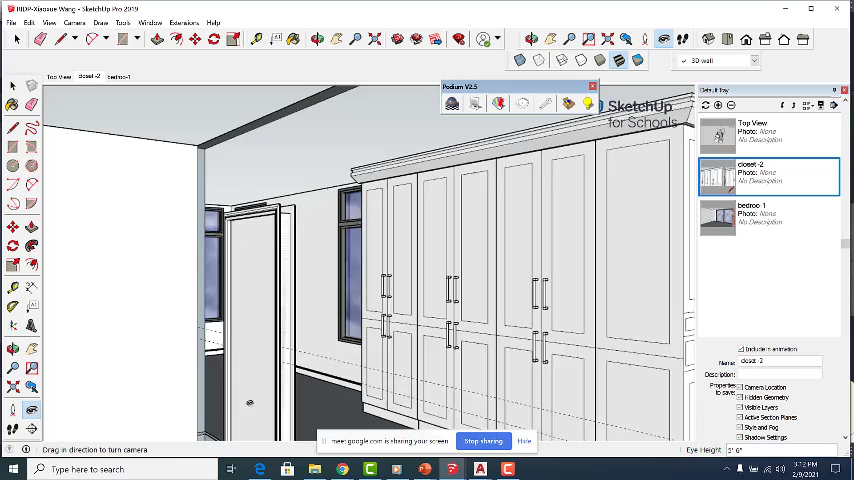 RIDP-Xiaoxue Wang - SketchUp Pro 2019
File Edit View Camera Draw Tools Window Extensions Help
3D wall
Top View closet -2 bedroo-1
Podium V2.5
SketchUp
for Schools
Default Tray
Top View
Photo: None
No Description
closet -2
Photo: None
No Description
bedroo-1
Photo: None
No Description
Include in animation
Name: closet -2
Description:
Properties to save:
Camera Location
Hidden Geometry
Visible Layers
Active Section Planes
Style and Fog
Shadow Settings
meet.google.com is sharing your screen. Stop sharing Hide
Drag in direction to turn camera
Eye Height 5' 6"
Type here to search
3:12 PM
2/9/2021